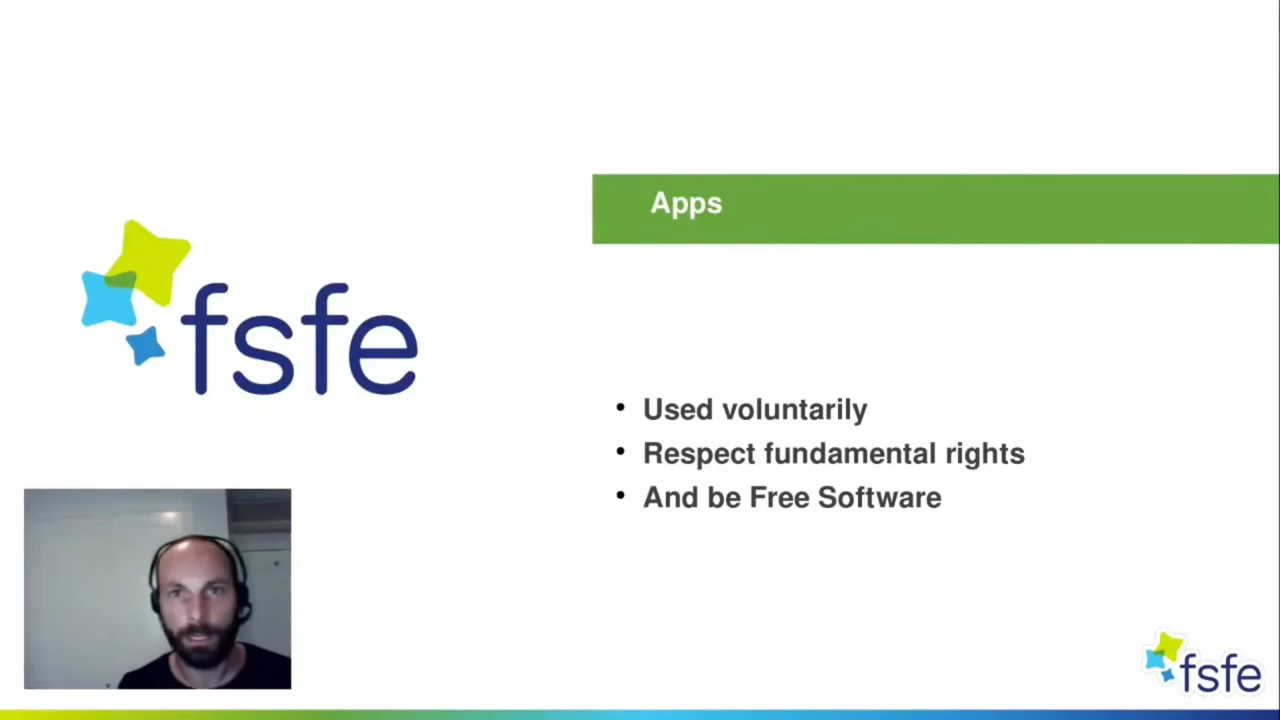 Apps
fsfe
Used voluntarily
Respect fundamental rights
And be Free Software
fsfe